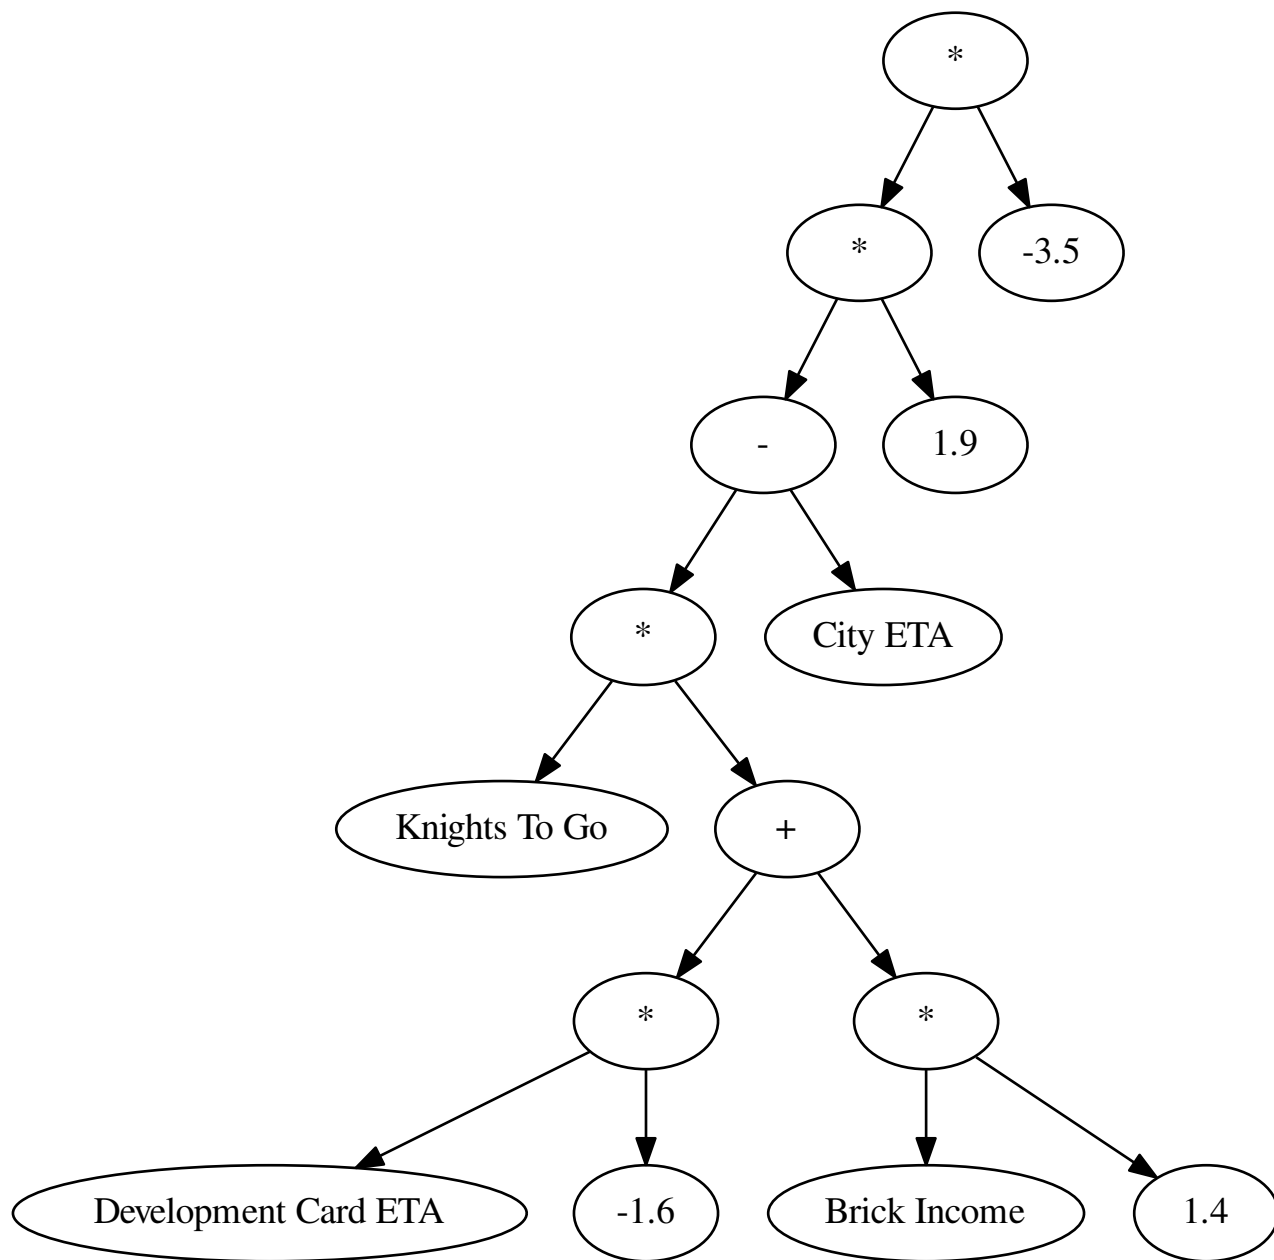 *
*
-3.5
-
1.9
*
City ETA
Knights To Go
+
*
*
Development Card ETA
-1.6
Brick Income
1.4